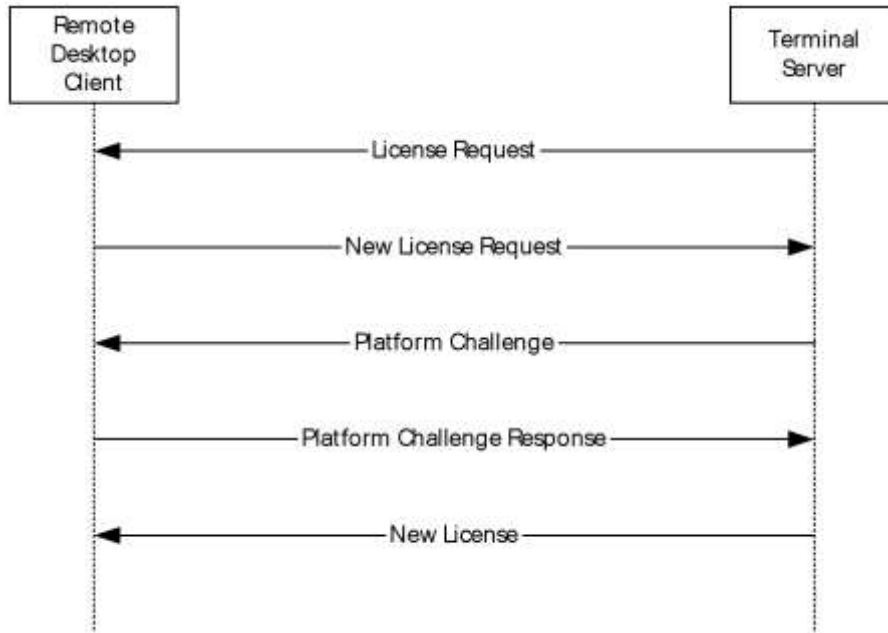 Remote
Desktop
Client
Terminal
Server
License Request
New License Request
Platform Challenge
Platform Challenge Response
New License